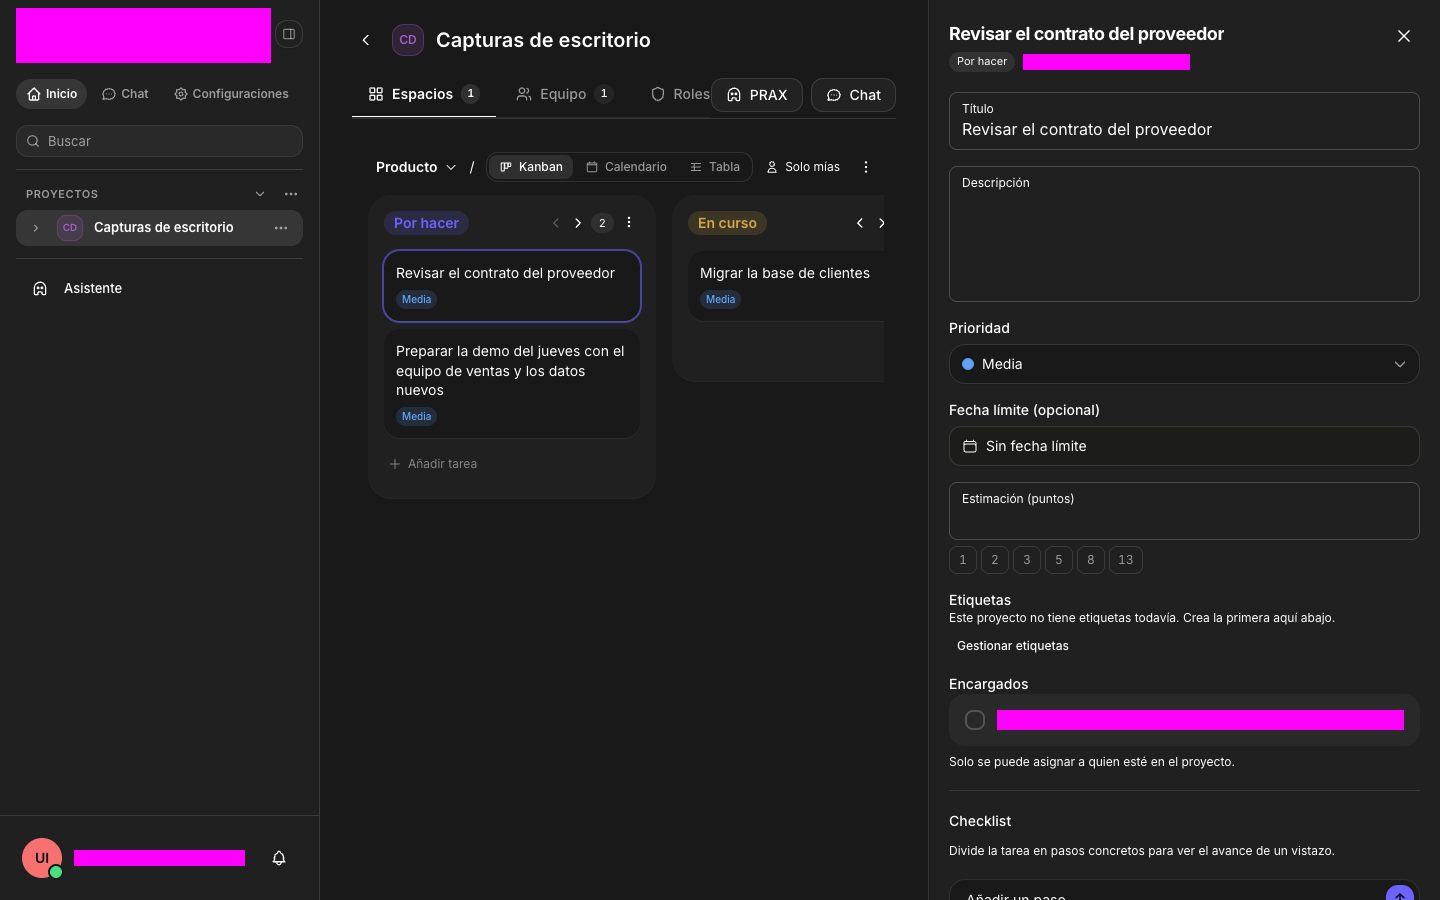 Inicio
Chat
Configuraciones
Buscar
PROYECTOS
CD
Capturas de escritorio
Asistente
UI
CD
Capturas de escritorio
Espacios
1
Equipo
1
Roles
PRAX
Chat
Producto
/
Kanban
Calendario
Tabla
Solo mías
Por hacer
2
Revisar el contrato del proveedor
Media
Preparar la demo del jueves con el
equipo de ventas y los datos
nuevos
Media
Añadir tarea
En curso
Migrar la base de clientes
Media
Revisar el contrato del proveedor
Por hacer
Título
Revisar el contrato del proveedor
Descripción
Prioridad
Media
Fecha límite (opcional)
Sin fecha límite
Estimación (puntos)
1
2
3
5
8
13
Etiquetas
Este proyecto no tiene etiquetas todavía. Crea la primera aquí abajo.
Gestionar etiquetas
Encargados
Solo se puede asignar a quien esté en el proyecto.
Checklist
Divide la tarea en pasos concretos para ver el avance de un vistazo.
Añadir un paso